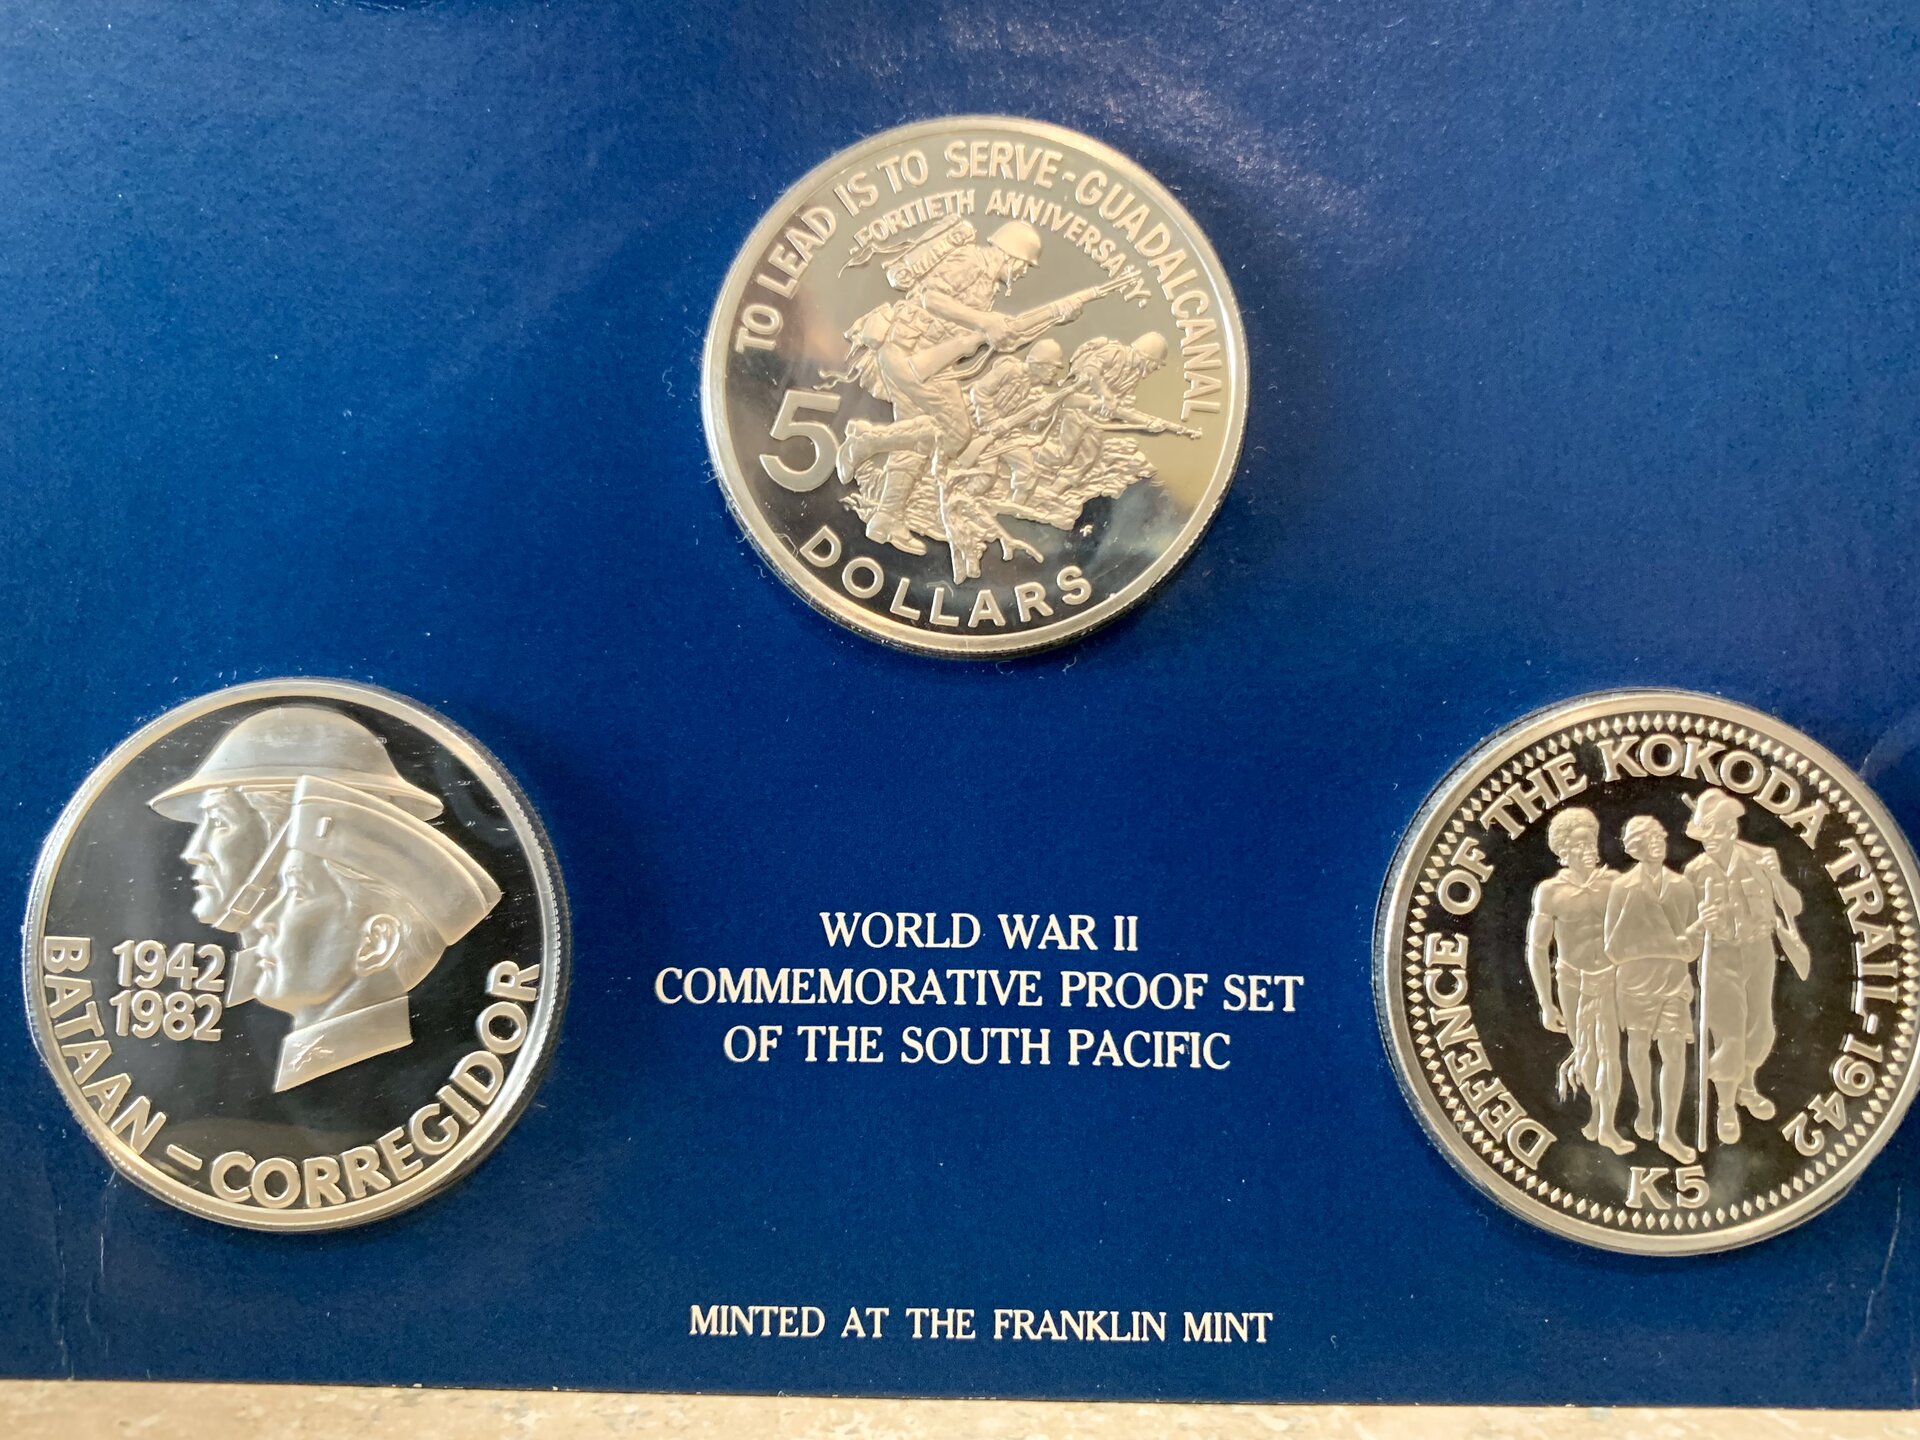 TO LEAD IS TO SERVE-GUADALCANAL
FORTIETH ANNIVERSARY
5
DOLLARS
1942
1982
BATAAN-CORREGIDOR
DEFENCE OF THE KOKODA TRAIL-1942
K5
WORLD WAR II
COMMEMORATIVE PROOF SET
OF THE SOUTH PACIFIC
MINTED AT THE FRANKLIN MINT